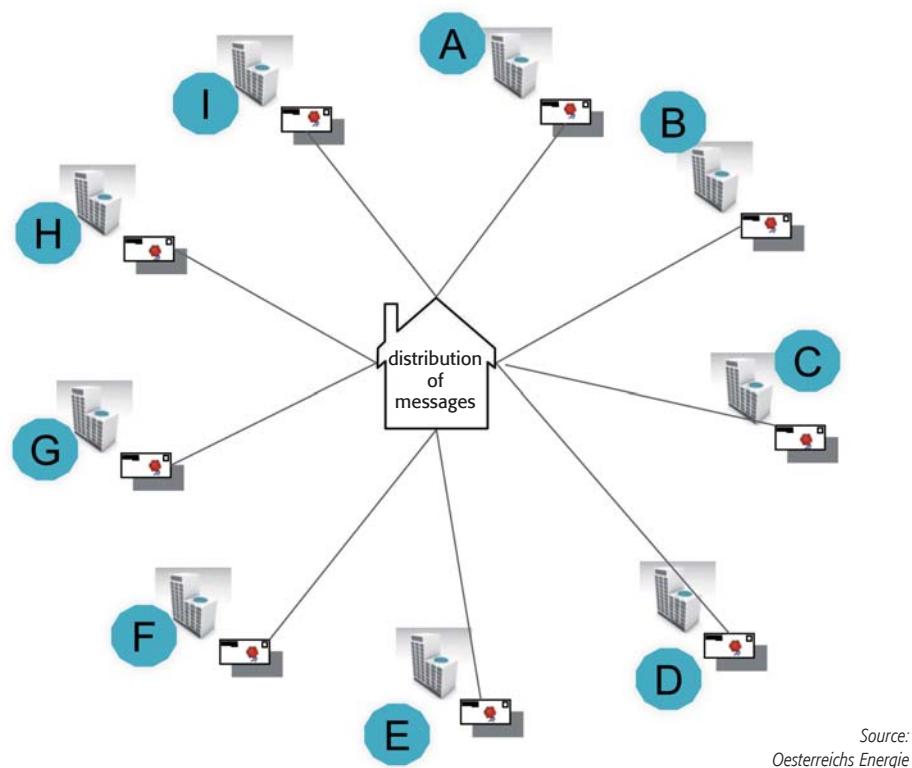 A
I
B
H
distribution
of
messages
C
G
F
D
E
Source:
Oesterreichs Energie